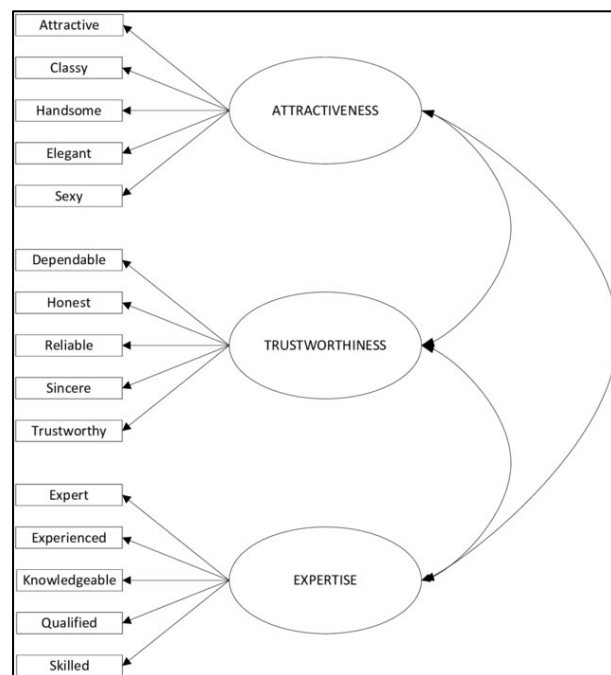 Attractive
Classy
Handsome
Elegant
Sexy
ATTRACTIVENESS
Dependable
Honest
Reliable
Sincere
Trustworthy
TRUSTWORTHINESS
Expert
Experienced
Knowledgeable
Qualified
Skilled
EXPERTISE